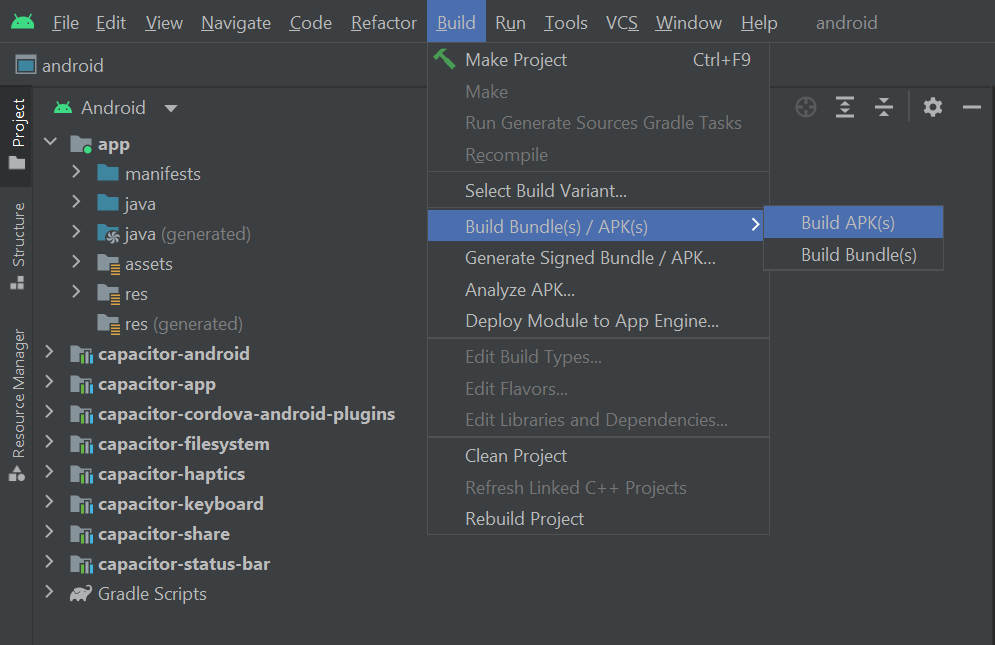 File Edit View Navigate Code Refactor Build Run Tools VCS Window Help android
android
Project
Structure
Resource Manager
Android
app
manifests
java
java (generated)
assets
res
res (generated)
capacitor-android
capacitor-app
capacitor-cordova-android-plugins
capacitor-filesystem
capacitor-haptics
capacitor-keyboard
capacitor-share
capacitor-status-bar
Gradle Scripts
Make Project Ctrl+F9
Make
Run Generate Sources Gradle Tasks
Recompile
Select Build Variant...
Build Bundle(s) / APK(s)
Generate Signed Bundle / APK...
Analyze APK...
Deploy Module to App Engine...
Edit Build Types...
Edit Flavors...
Edit Libraries and Dependencies...
Clean Project
Refresh Linked C++ Projects
Rebuild Project
Build APK(s)
Build Bundle(s)